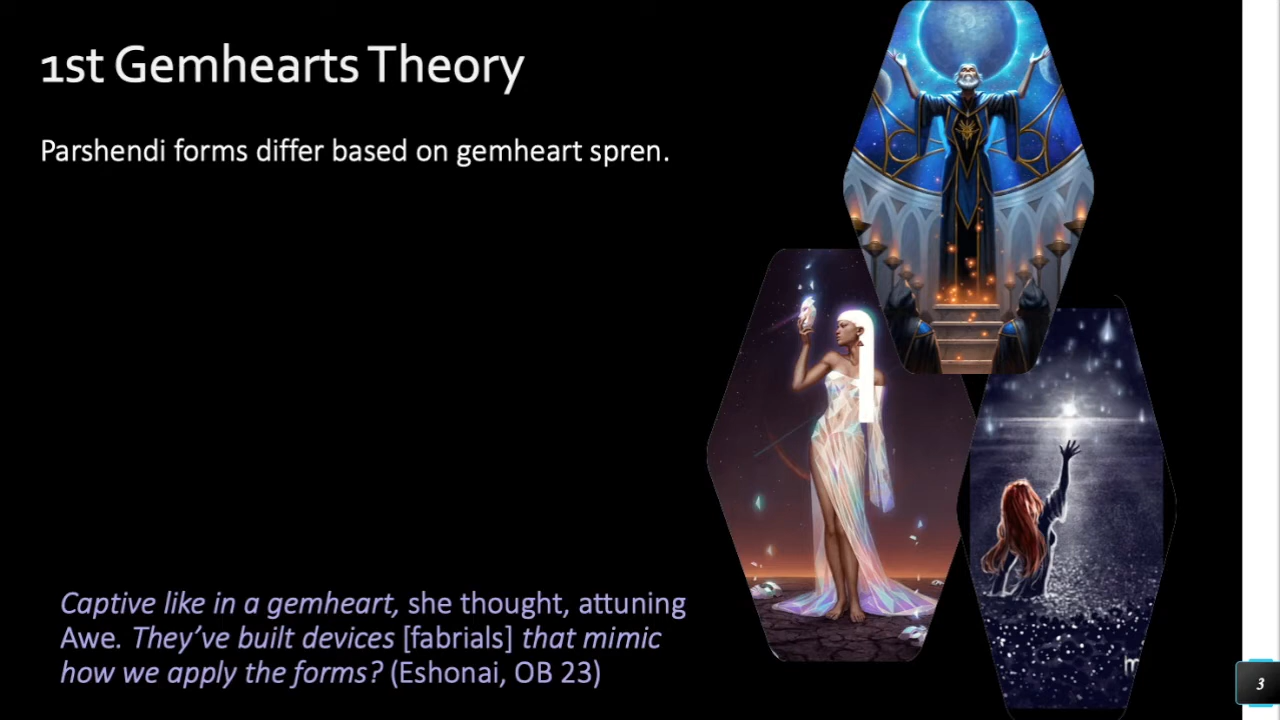 1st Gemhearts Theory
Parshendi forms differ based on gemheart spren.
Captive like in a gemheart, she thought, attuning
Awe. They've built devices [fabrials] that mimic
how we apply the forms? (Eshonai, OB 23)
3